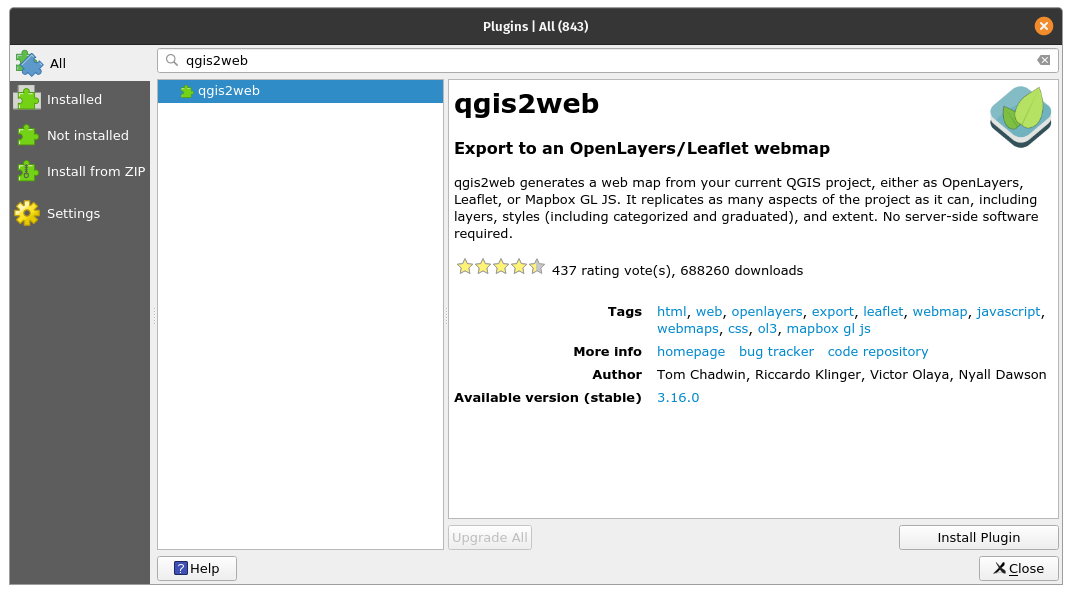 Plugins | All (843)
All
Installed
Not installed
Install from ZIP
Settings
qgis2web
qgis2web
qgis2web
Export to an OpenLayers/Leaflet webmap
qgis2web generates a web map from your current QGIS project, either as OpenLayers,
Leaflet, or Mapbox GL JS. It replicates as many aspects of the project as it can, including
layers, styles (including categorized and graduated), and extent. No server-side software
required.
437 rating vote(s), 688260 downloads
Tags html, web, openlayers, export, leaflet, webmap, javascript,
webmaps, css, ol3, mapbox gl js
More info homepage bug tracker code repository
Author Tom Chadwin, Riccardo Klinger, Victor Olaya, Nyall Dawson
Available version (stable) 3.16.0
Upgrade All
Install Plugin
? Help
Close